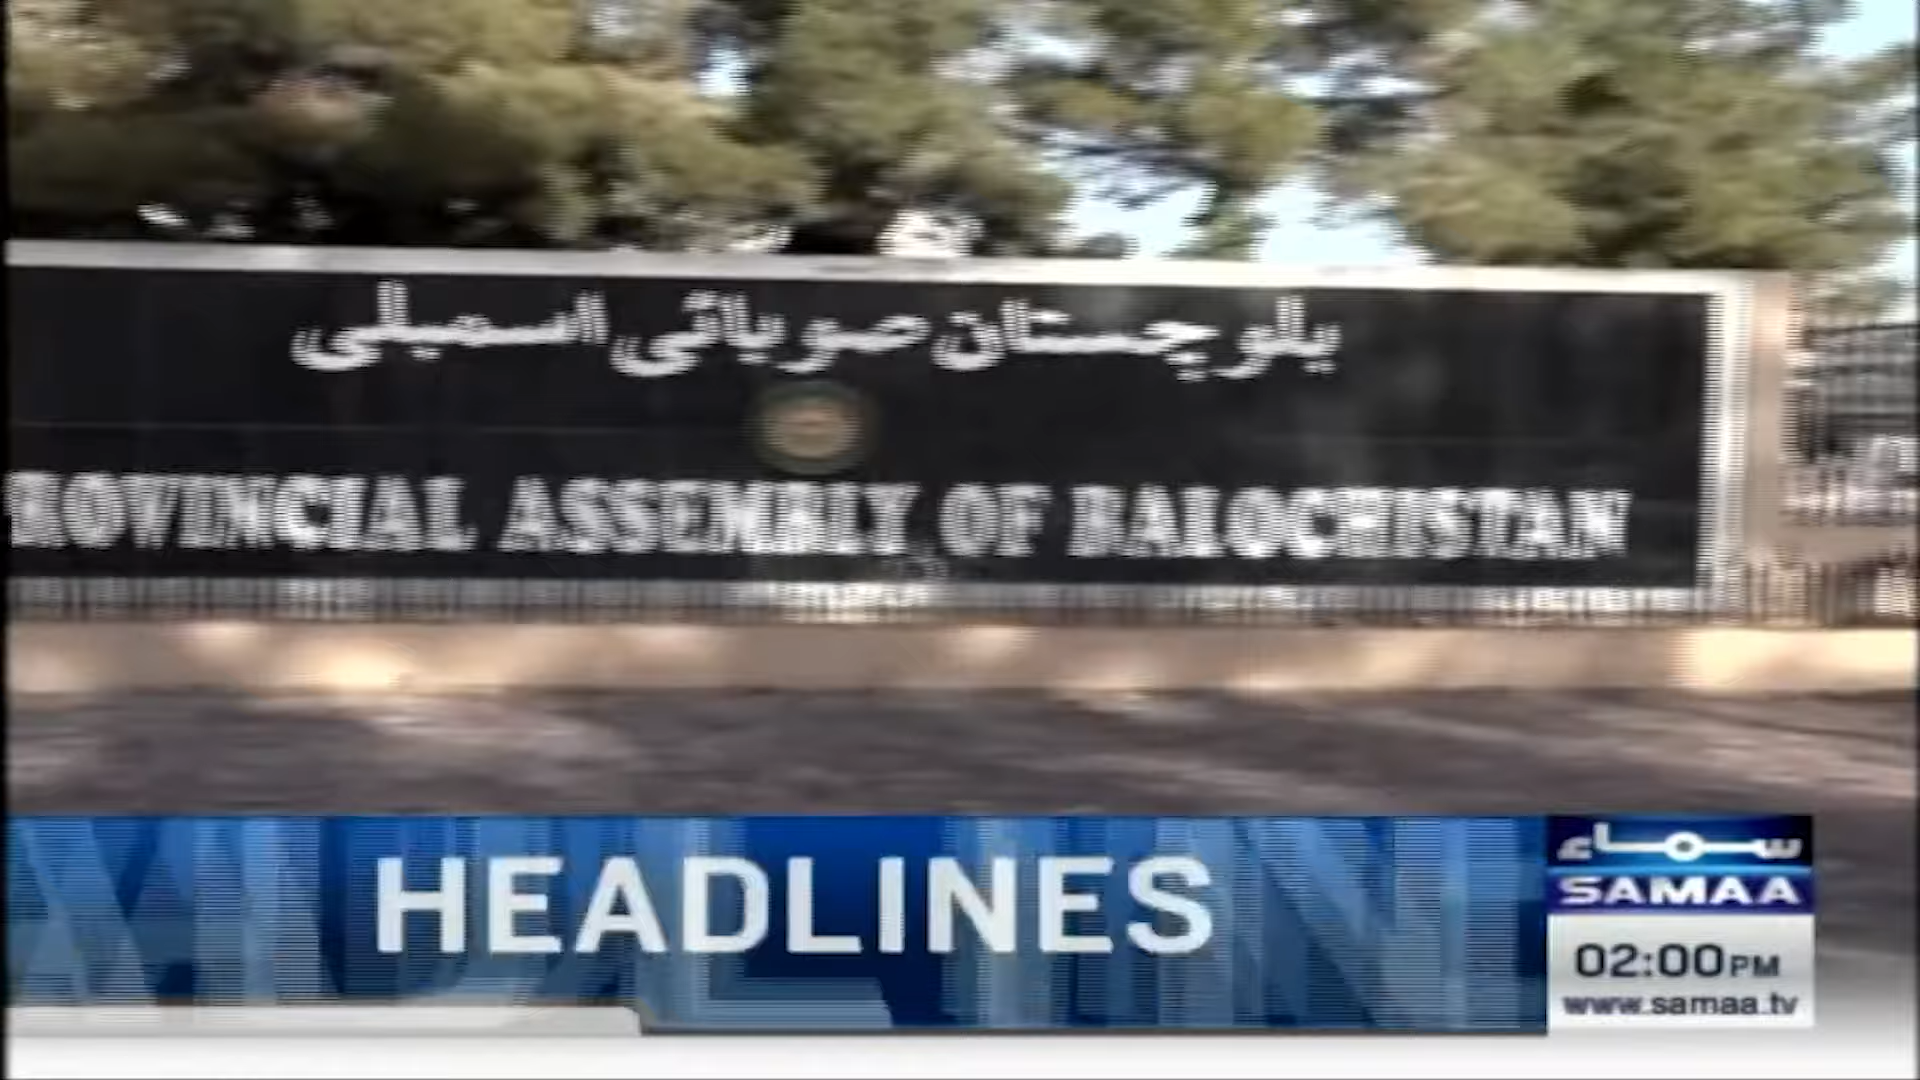 بلوچستان صوبائی اسمبلی
ROVINCIAL ASSEMBLY OF BALOCHISTAN
HEADLINES
سماء
SAMAA
02:00PM
www.samaa.tv